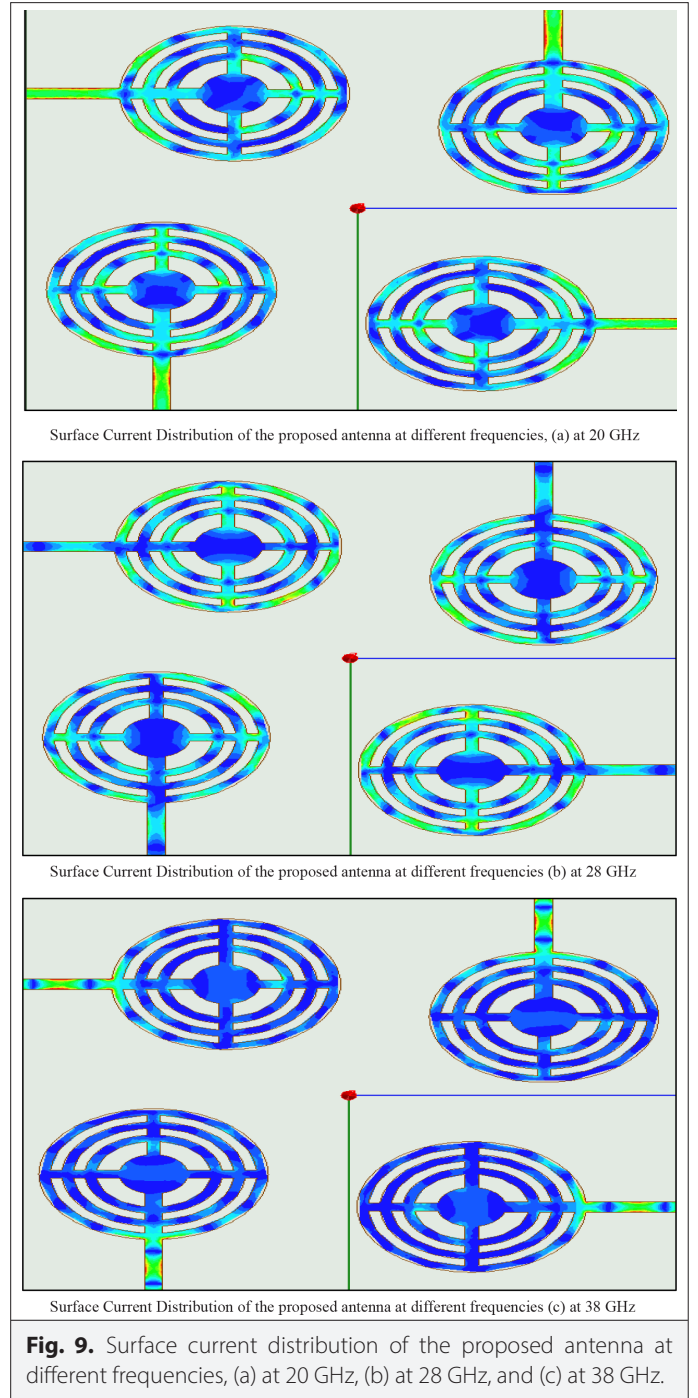 Surface Current Distribution of the proposed antenna at different frequencies, (a) at 20 GHz
Surface Current Distribution of the proposed antenna at different frequencies (b) at 28 GHz
Surface Current Distribution of the proposed antenna at different frequencies (c) at 38 GHz
Fig. 9. Surface current distribution of the proposed antenna at
different frequencies, (a) at 20 GHz, (b) at 28 GHz, and (c) at 38 GHz.